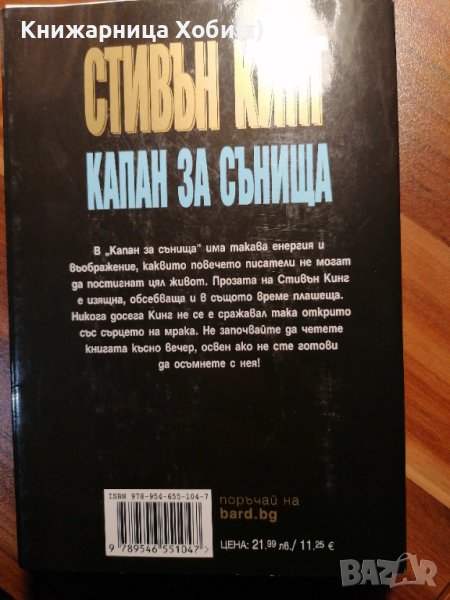 Книжарница Хоби :)
СТИВЪН КИНГ
КАПАН ЗА СЪНИЩА
В „Капан за сънища“ има такава енергия и
въображение, каквито повечето писатели не могат
да постигнат цял живот. Прозата на Стивън Кинг
е изящна, обсебваща и в същото време плашеща.
Никога досега Кинг не се е сражавал така открито
със сърцето на мрака. Не започвайте да четете
книгата късно вечер, освен ако не сте готови
да осъмнете с нея!
ISBN 978-954-655-104-7
9 789546 551047 >
поръчай на
bard.bg
ЦЕНА: 21.99 лв./ 11,25 €
BAZAR